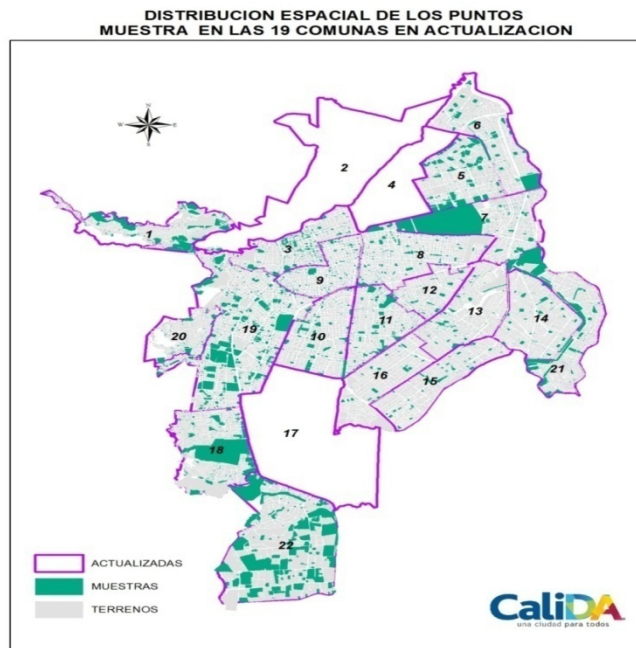 DISTRIBUCION ESPACIAL DE LOS PUNTOS
MUESTRA EN LAS 19 COMUNAS EN ACTUALIZACION
N
W E
S
6
2
4
5
7
1
3
8
9
12
13
14
20
19
10
11
21
16
15
17
18
22
ACTUALIZADAS
MUESTRAS
TERRENOS
CaliDA
una ciudad para todos